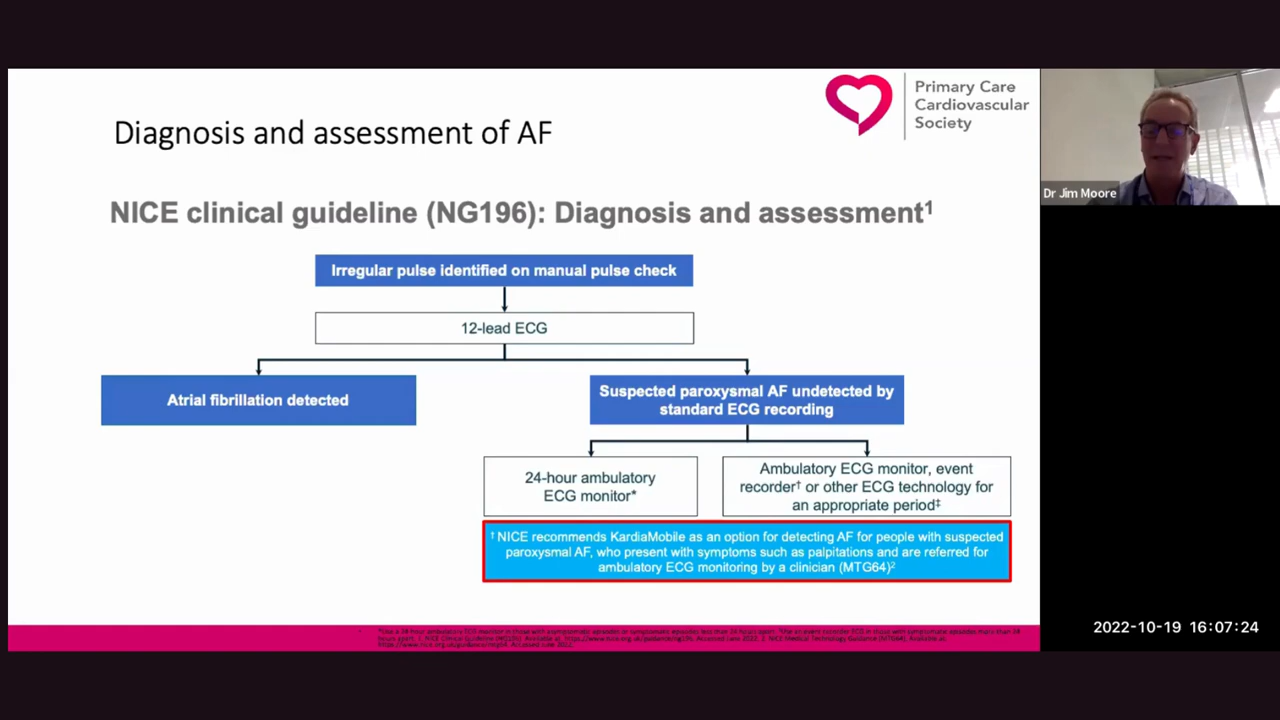 Primary Care
Cardiovascular
Society
Diagnosis and assessment of AF
NICE clinical guideline (NG196): Diagnosis and assessment¹
Irregular pulse identified on manual pulse check
12-lead ECG
Atrial fibrillation detected
Suspected paroxysmal AF undetected by
standard ECG recording
24-hour ambulatory
ECG monitor*
Ambulatory ECG monitor, event
recorder† or other ECG technology for
an appropriate period‡
† NICE recommends KardiaMobile as an option for detecting AF for people with suspected
paroxysmal AF, who present with symptoms such as palpitations and are referred for
ambulatory ECG monitoring by a clinician (MTG64)²
Dr Jim Moore
2022-10-19 16:07:24